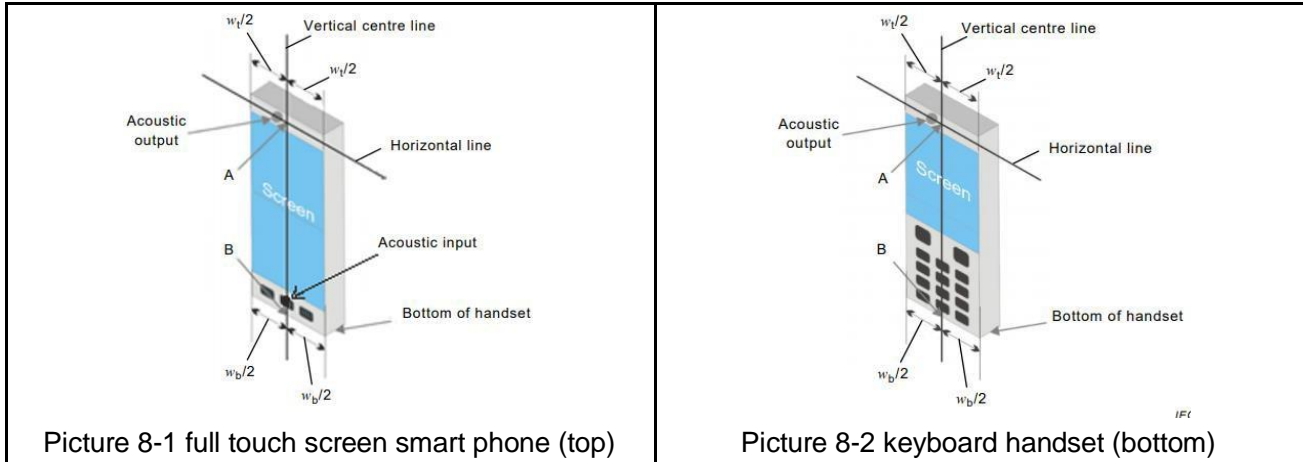 wt/2
Vertical centre line
wt/2
Acoustic
output
Horizontal line
A
Screen
B
Acoustic input
Bottom of handset
wb/2
wb/2
Picture 8-1 full touch screen smart phone (top)
wt/2
Vertical centre line
wt/2
Acoustic
output
Horizontal line
A
Screen
B
Bottom of handset
wb/2
wb/2
Picture 8-2 keyboard handset (bottom)